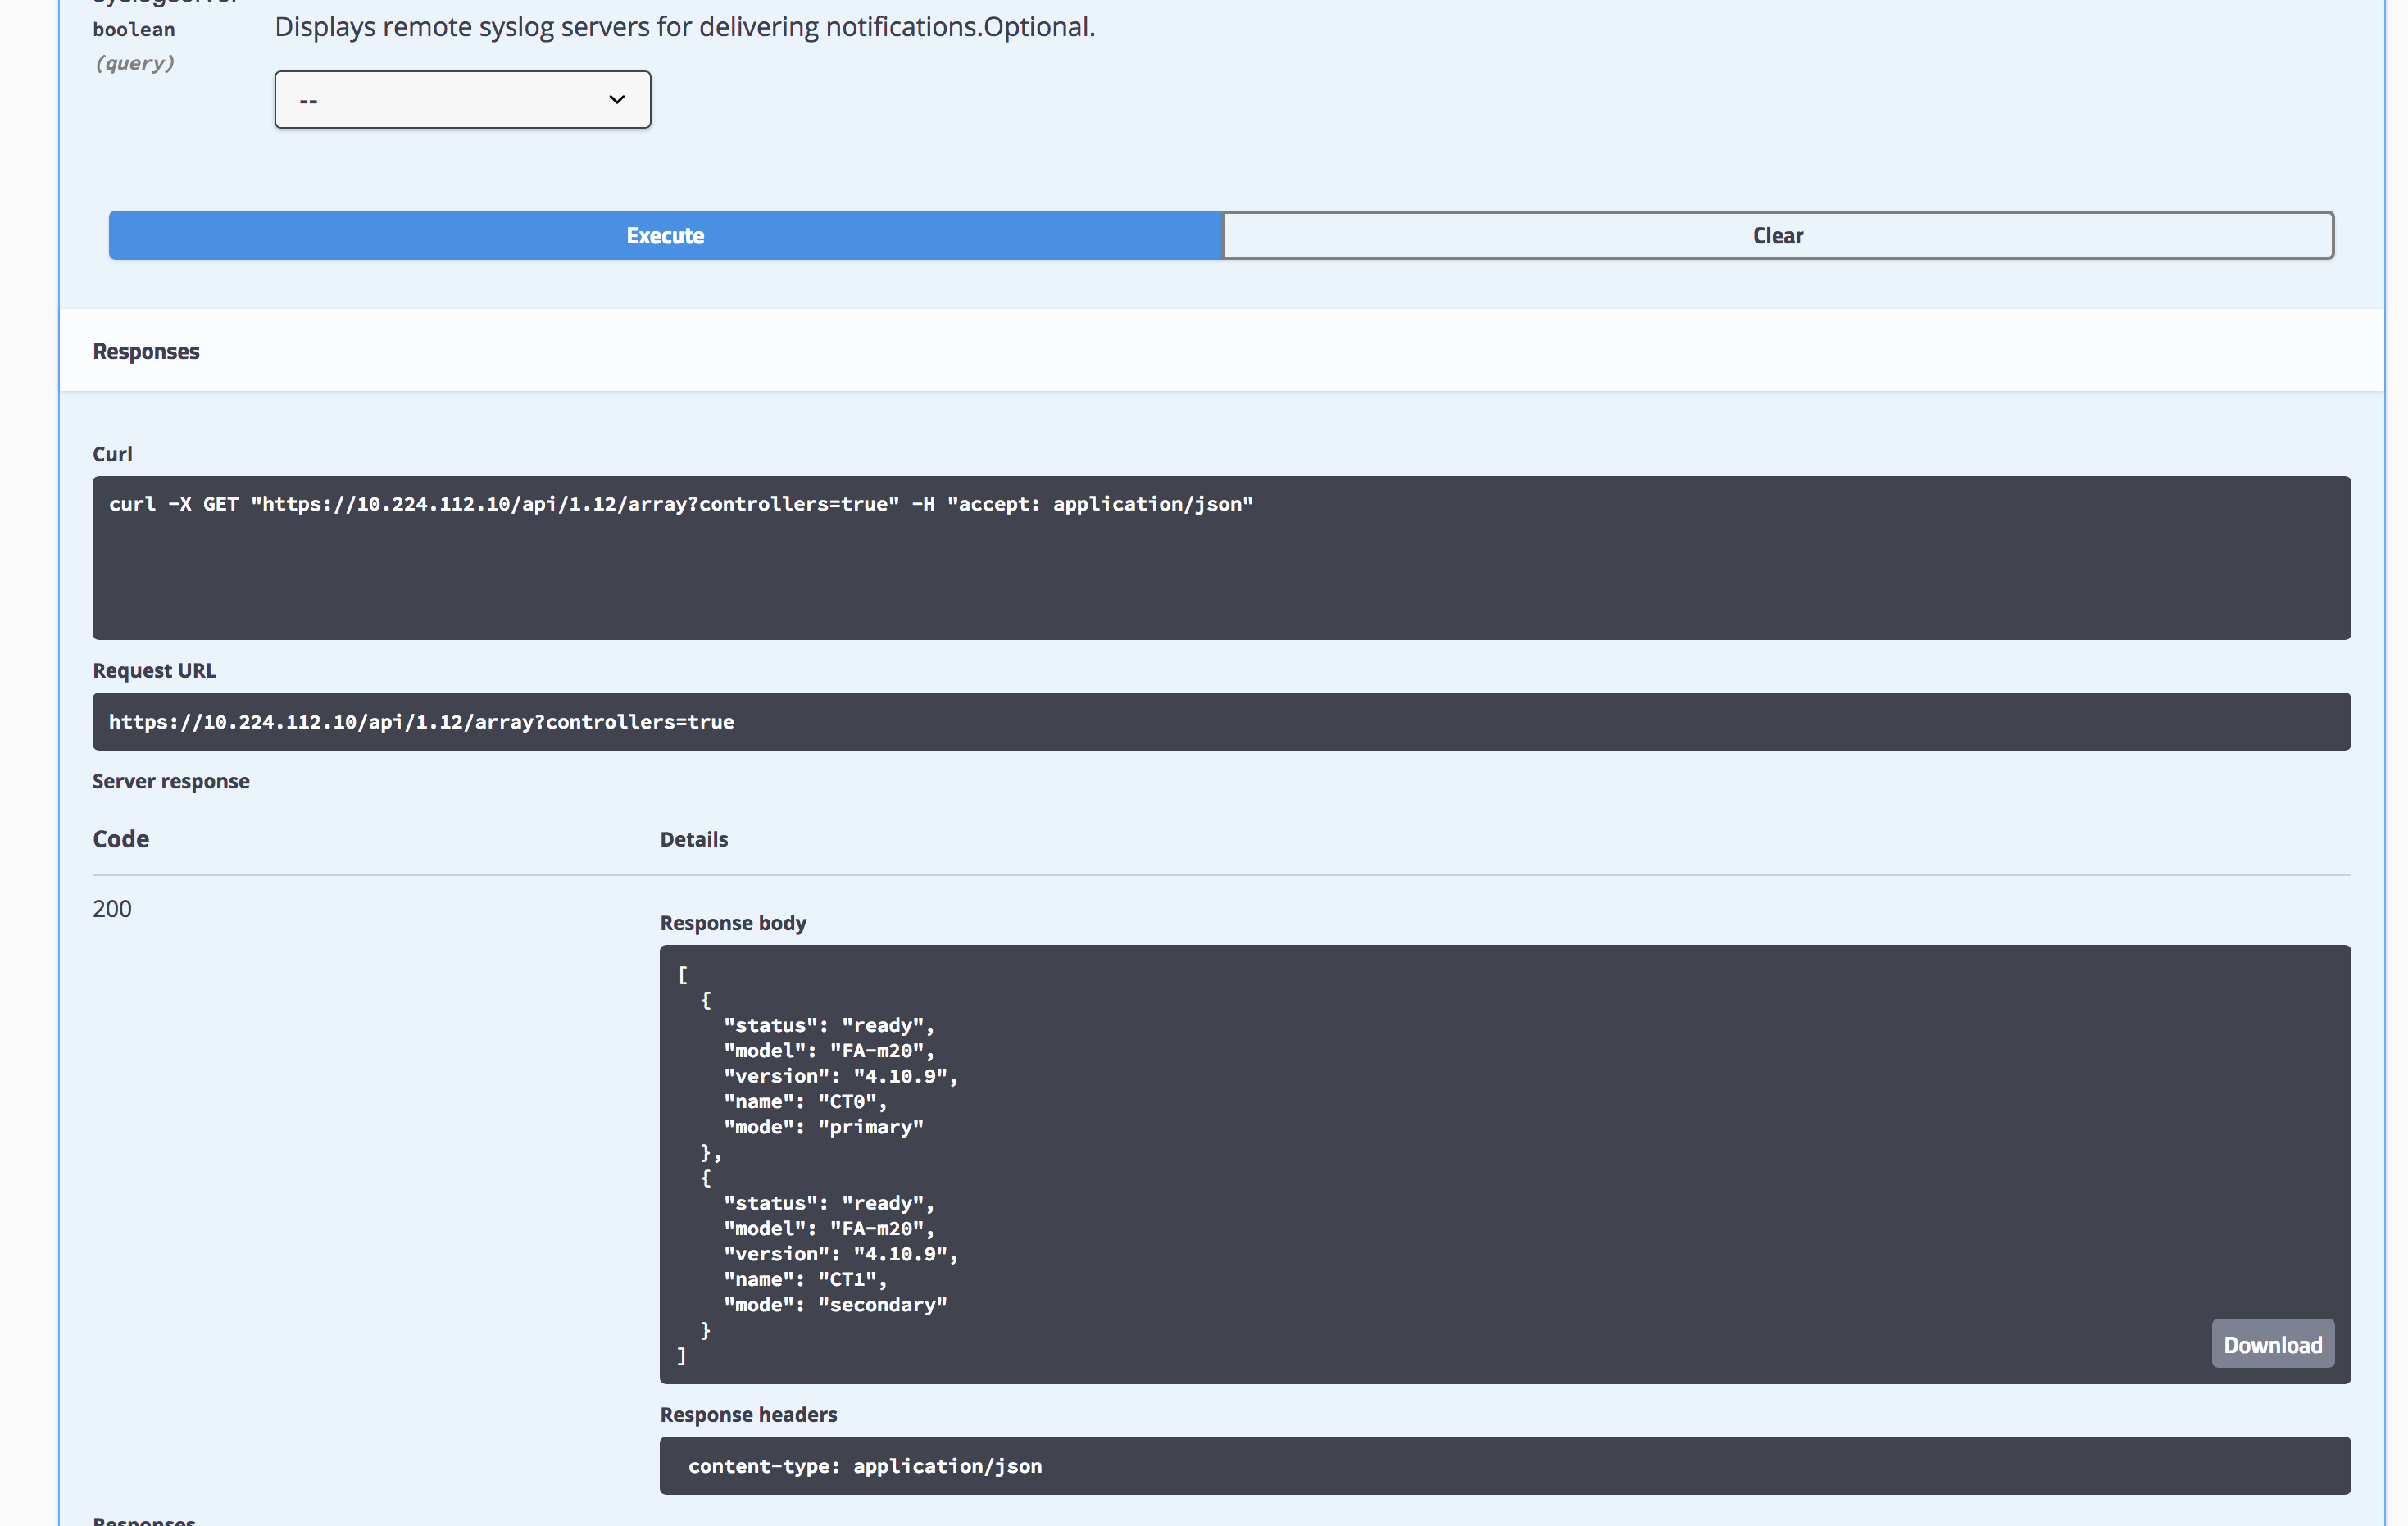 syslogserver
boolean
(query)
Displays remote syslog servers for delivering notifications.Optional.
--
Execute
Clear
Responses
Curl
curl -X GET "https://10.224.112.10/api/1.12/array?controllers=true" -H "accept: application/json"
Request URL
https://10.224.112.10/api/1.12/array?controllers=true
Server response
Code
Details
200
Response body
[
  {
    "status": "ready",
    "model": "FA-m20",
    "version": "4.10.9",
    "name": "CT0",
    "mode": "primary"
  },
  {
    "status": "ready",
    "model": "FA-m20",
    "version": "4.10.9",
    "name": "CT1",
    "mode": "secondary"
  }
]
Download
Response headers
content-type: application/json
Responses